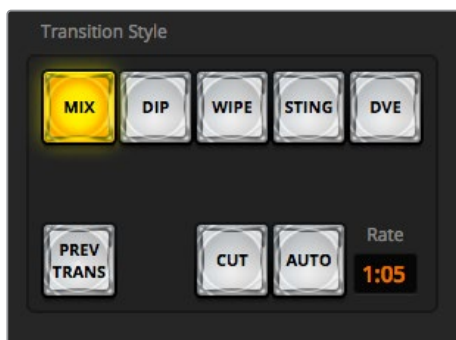 Transition Style
MIX
DIP
WIPE
STING
DVE
PREV
TRANS
CUT
AUTO
Rate
1:05